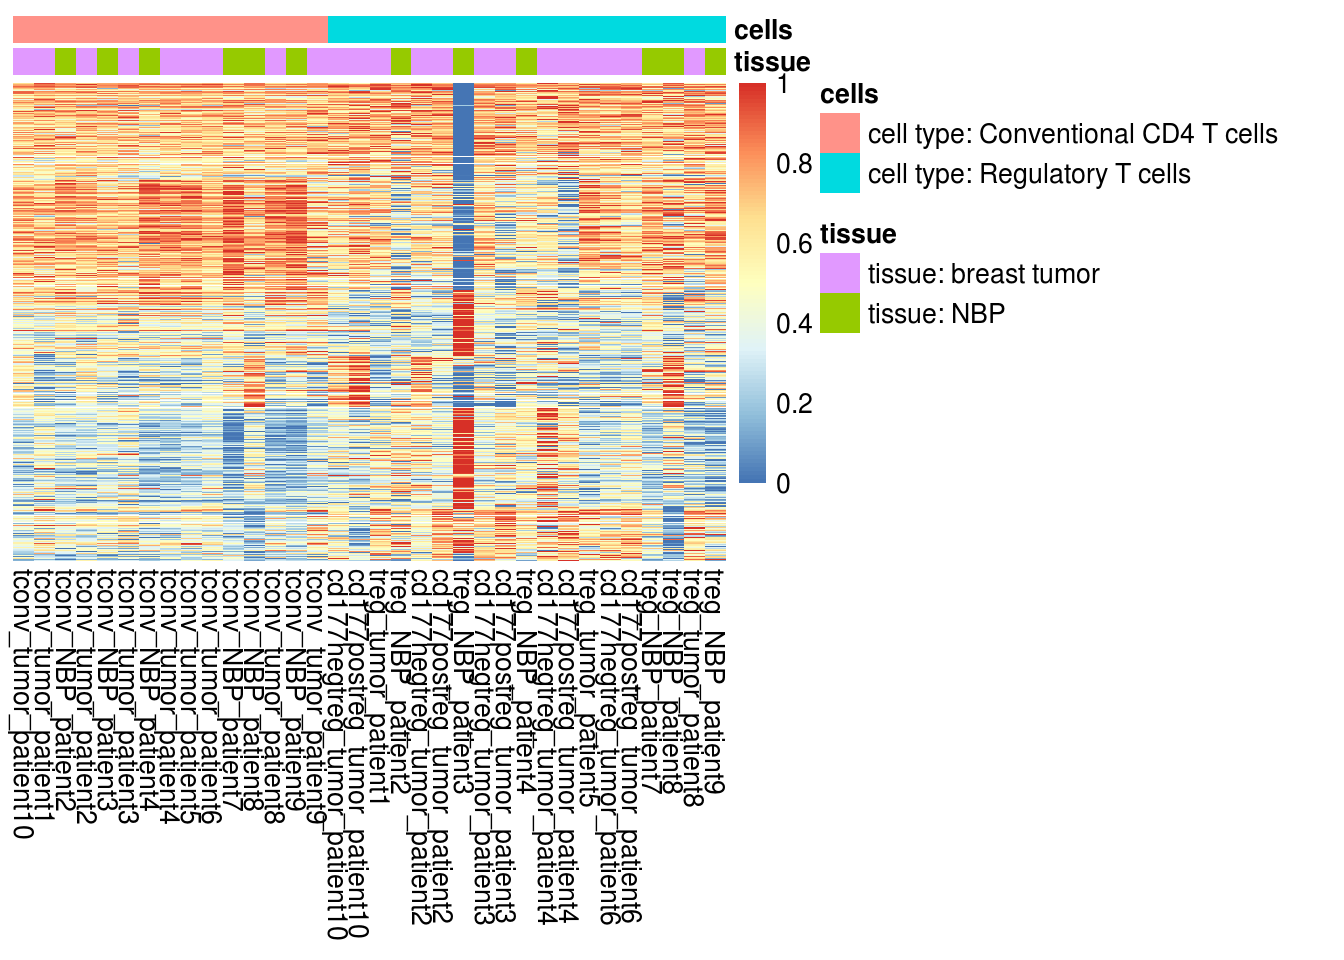 cells
tissue
1
0.8
0.6
0.4
0.2
0
cells
cell type: Conventional CD4 T cells
cell type: Regulatory T cells
tissue
tissue: breast tumor
tissue: NBP
tconv_tumor_patient10
tconv_tumor_patient1
tconv_NBP_patient2
tconv_tumor_patient2
tconv_NBP_patient3
tconv_tumor_patient3
tconv_NBP_patient4
tconv_tumor_patient4
tconv_tumor_patient5
tconv_tumor_patient6
tconv_NBP_patient7
tconv_NBP_patient8
tconv_tumor_patient8
tconv_NBP_patient9
tconv_tumor_patient9
cd177negtreg_tumor_patient10
cd177postreg_tumor_patient10
treg_tumor_patient1
treg_NBP_patient2
cd177negtreg_tumor_patient2
cd177postreg_tumor_patient2
treg_NBP_patient3
cd177negtreg_tumor_patient3
cd177postreg_tumor_patient3
treg_NBP_patient4
cd177negtreg_tumor_patient4
cd177postreg_tumor_patient4
treg_tumor_patient5
cd177negtreg_tumor_patient6
cd177postreg_tumor_patient6
treg_NBP_patient7
treg_NBP_patient8
treg_tumor_patient8
treg_NBP_patient9